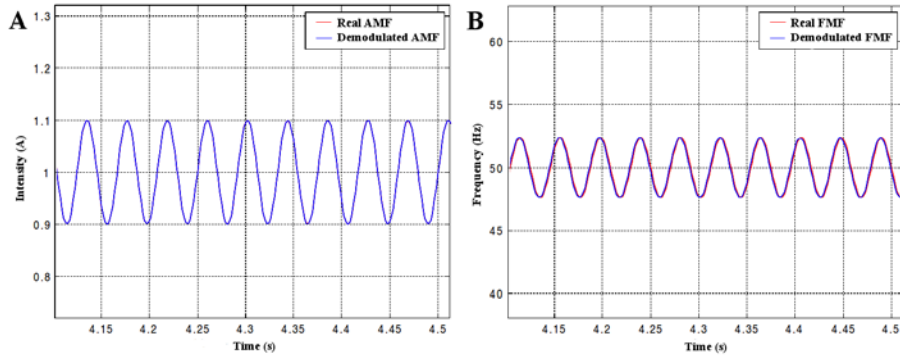 A
Real AMF
Demodulated AMF
1.3
1.2
1.1
1
0.9
0.8
Intensity (A)
4.15
4.2
4.25
4.3
4.35
4.4
4.45
4.5
Time (s)
B
Real FMF
Demodulated FMF
60
55
50
45
40
Frequency (Hz)
4.15
4.2
4.25
4.3
4.35
4.4
4.45
4.5
Time (s)